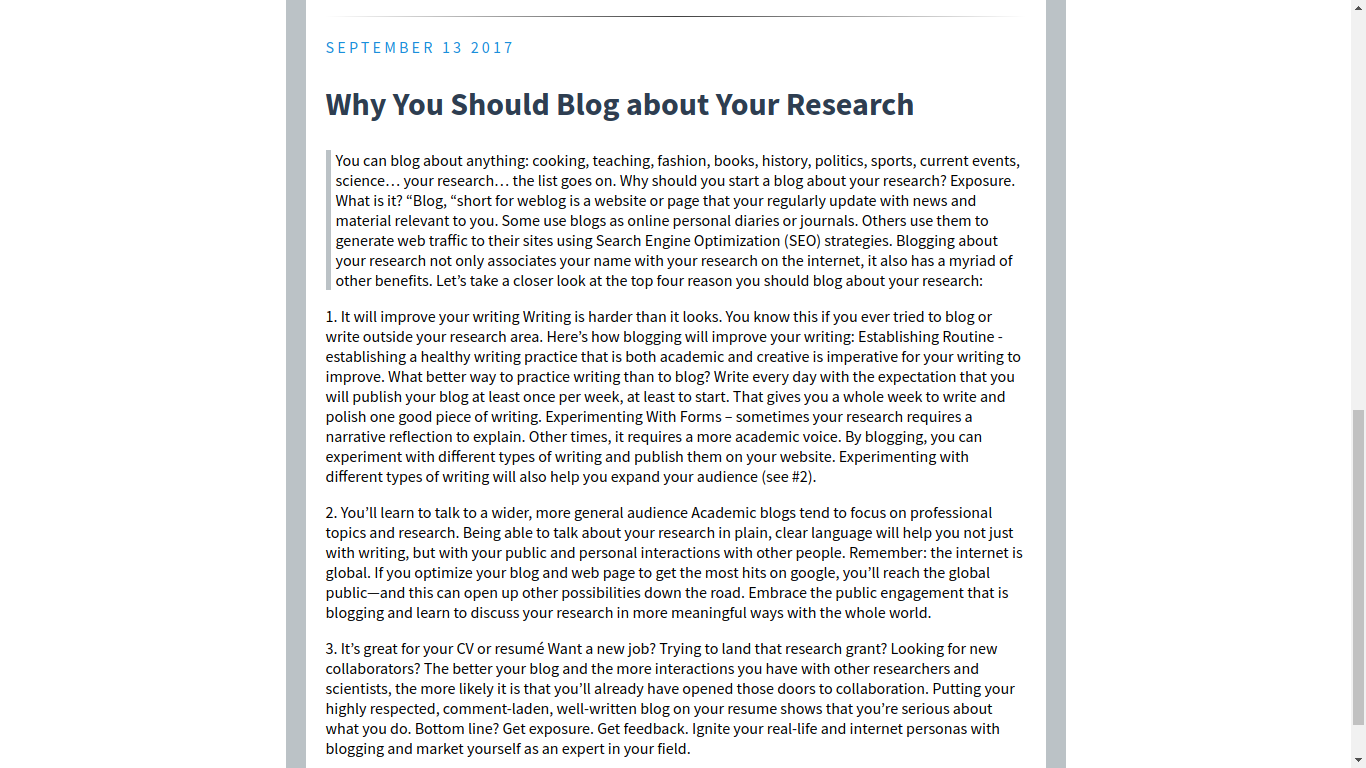 SEPTEMBER 13 2017
Why You Should Blog about Your Research
You can blog about anything: cooking, teaching, fashion, books, history, politics, sports, current events,
science… your research… the list goes on. Why should you start a blog about your research? Exposure.
What is it? “Blog, “short for weblog is a website or page that your regularly update with news and
material relevant to you. Some use blogs as online personal diaries or journals. Others use them to
generate web traffic to their sites using Search Engine Optimization (SEO) strategies. Blogging about
your research not only associates your name with your research on the internet, it also has a myriad of
other benefits. Let’s take a closer look at the top four reason you should blog about your research:
1. It will improve your writing Writing is harder than it looks. You know this if you ever tried to blog or
write outside your research area. Here’s how blogging will improve your writing: Establishing Routine -
establishing a healthy writing practice that is both academic and creative is imperative for your writing to
improve. What better way to practice writing than to blog? Write every day with the expectation that you
will publish your blog at least once per week, at least to start. That gives you a whole week to write and
polish one good piece of writing. Experimenting With Forms – sometimes your research requires a
narrative reflection to explain. Other times, it requires a more academic voice. By blogging, you can
experiment with different types of writing and publish them on your website. Experimenting with
different types of writing will also help you expand your audience (see #2).
2. You’ll learn to talk to a wider, more general audience Academic blogs tend to focus on professional
topics and research. Being able to talk about your research in plain, clear language will help you not just
with writing, but with your public and personal interactions with other people. Remember: the internet is
global. If you optimize your blog and web page to get the most hits on google, you’ll reach the global
public—and this can open up other possibilities down the road. Embrace the public engagement that is
blogging and learn to discuss your research in more meaningful ways with the whole world.
3. It’s great for your CV or resumé Want a new job? Trying to land that research grant? Looking for new
collaborators? The better your blog and the more interactions you have with other researchers and
scientists, the more likely it is that you’ll already have opened those doors to collaboration. Putting your
highly respected, comment-laden, well-written blog on your resume shows that you’re serious about
what you do. Bottom line? Get exposure. Get feedback. Ignite your real-life and internet personas with
blogging and market yourself as an expert in your field.